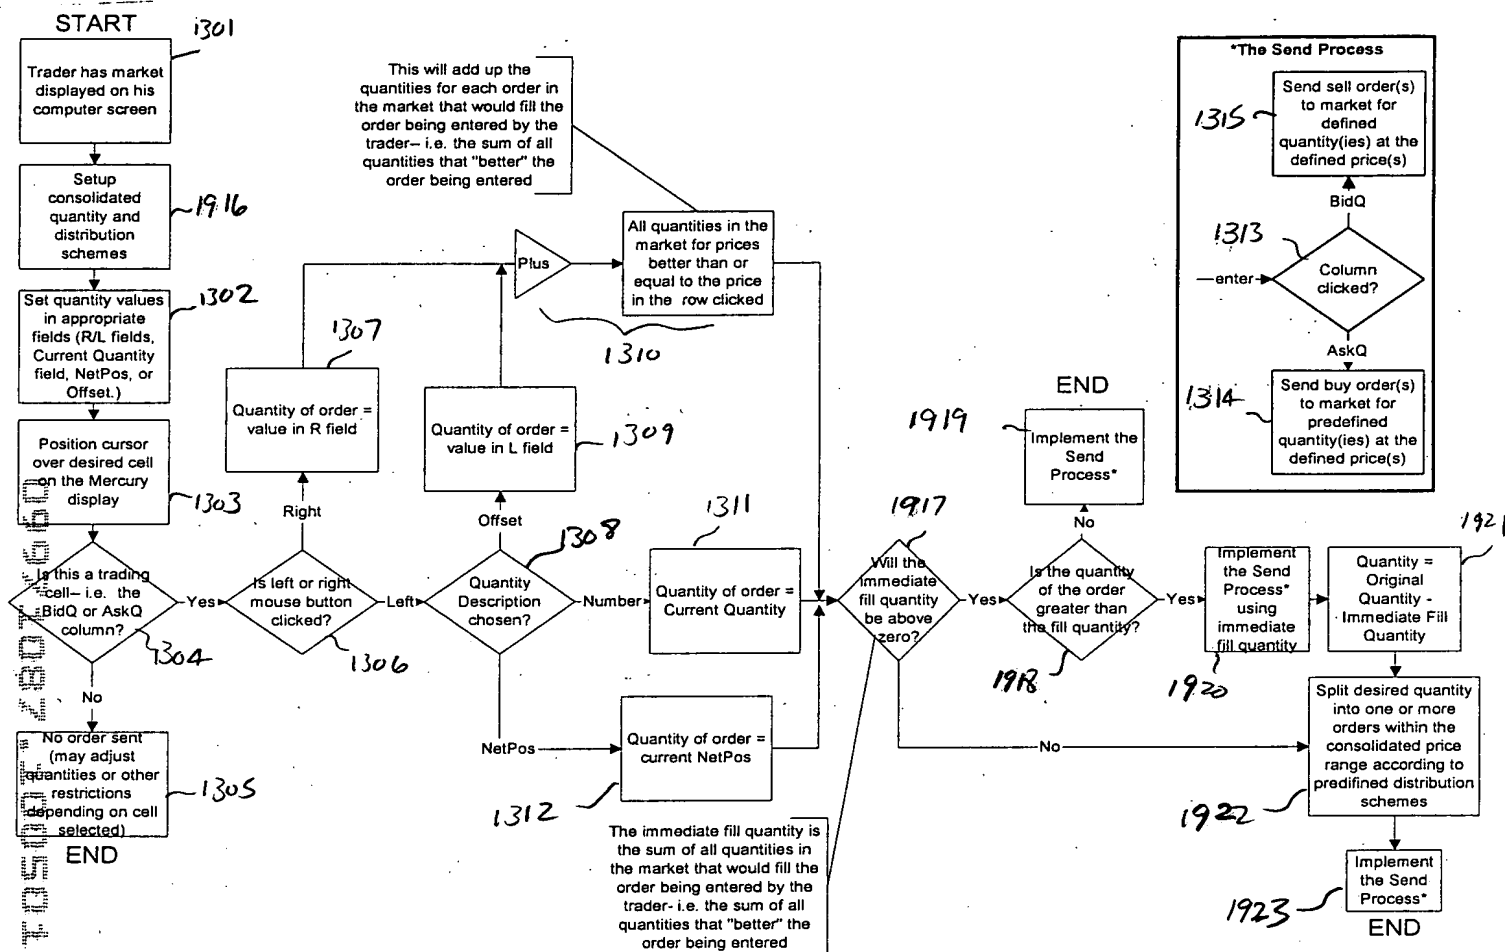 START
1301
Trader has market
displayed on his
computer screen
Setup
consolidated
quantity and
distribution
schemes
1916
Set quantity values
in appropriate
fields (R/L fields,
Current Quantity
field, NetPos, or
Offset.)
1302
Position cursor
over desired cell
on the Mercury
display
1303
Is this a trading
cell– i.e. the
BidQ or AskQ
column?
1304
Yes
No
No order sent
(may adjust
quantities or other
restrictions
depending on cell
selected)
1305
END
Is left or right
mouse button
clicked?
1306
Right
Left
Quantity of order =
value in R field
1307
Quantity
Description
chosen?
1308
Offset
Number
NetPos
Quantity of order =
value in L field
1309
This will add up the
quantities for each order in
the market that would fill the
order being entered by the
trader– i.e. the sum of all
quantities that "better" the
order being entered
Plus
All quantities in the
market for prices
better than or
equal to the price
in the row clicked
1310
1311
Quantity of order =
Current Quantity
Quantity of order =
current NetPos
1312
The immediate fill quantity is
the sum of all quantities in
the market that would fill the
order being entered by the
trader- i.e. the sum of all
quantities that "better" the
order being entered
1917
Will the
immediate
fill quantity
be above
zero?
Yes
No
Is the quantity
of the order
greater than
the fill quantity?
1918
No
Yes
END
1919
Implement the
Send
Process*
Implement
the Send
Process*
using
immediate
fill quantity
1920
1921
Quantity =
Original
Quantity -
Immediate Fill
Quantity
Split desired quantity
into one or more
orders within the
consolidated price
range according to
predifined distribution
schemes
1922
Implement
the Send
Process*
1923
END
*The Send Process
Send sell order(s)
to market for
defined
quantity(ies) at the
defined price(s)
1315
BidQ
1313
enter
Column
clicked?
AskQ
Send buy order(s)
to market for
predefined
quantity(ies) at the
defined price(s)
1314